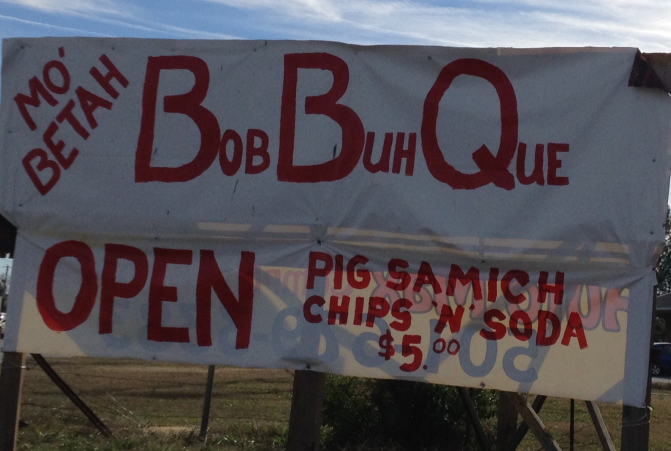 MO'
BETAH
BOB BUH QUE
OPEN
PIG SAMICH
CHIPS 'N' SODA
$5.00